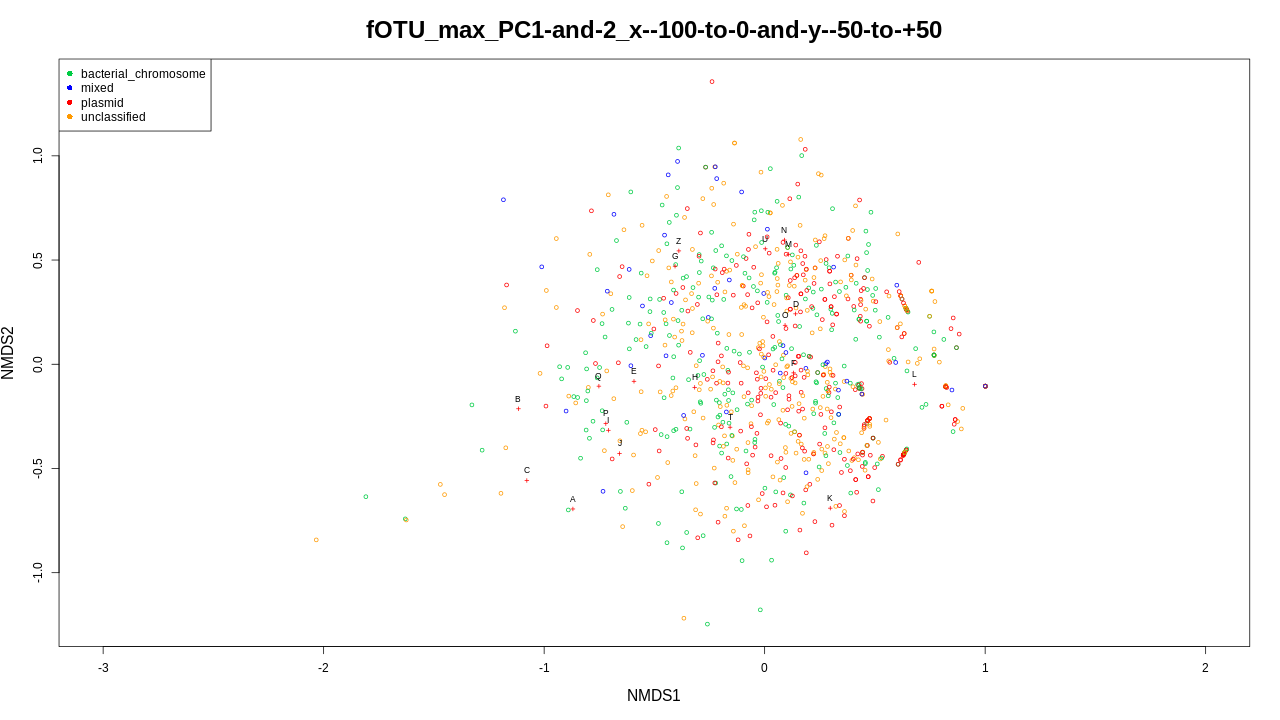 fOTU_max_PC1-and-2_x--100-to-0-and-y--50-to-+50
bacterial_chromosome
mixed
plasmid
unclassified
NMDS2
1.0
0.5
0.0
-0.5
-1.0
Z
G
U
N
M
D
O
F
L
B
Q
E
H
P
I
T
J
C
A
K
-3
-2
-1
0
1
2
NMDS1